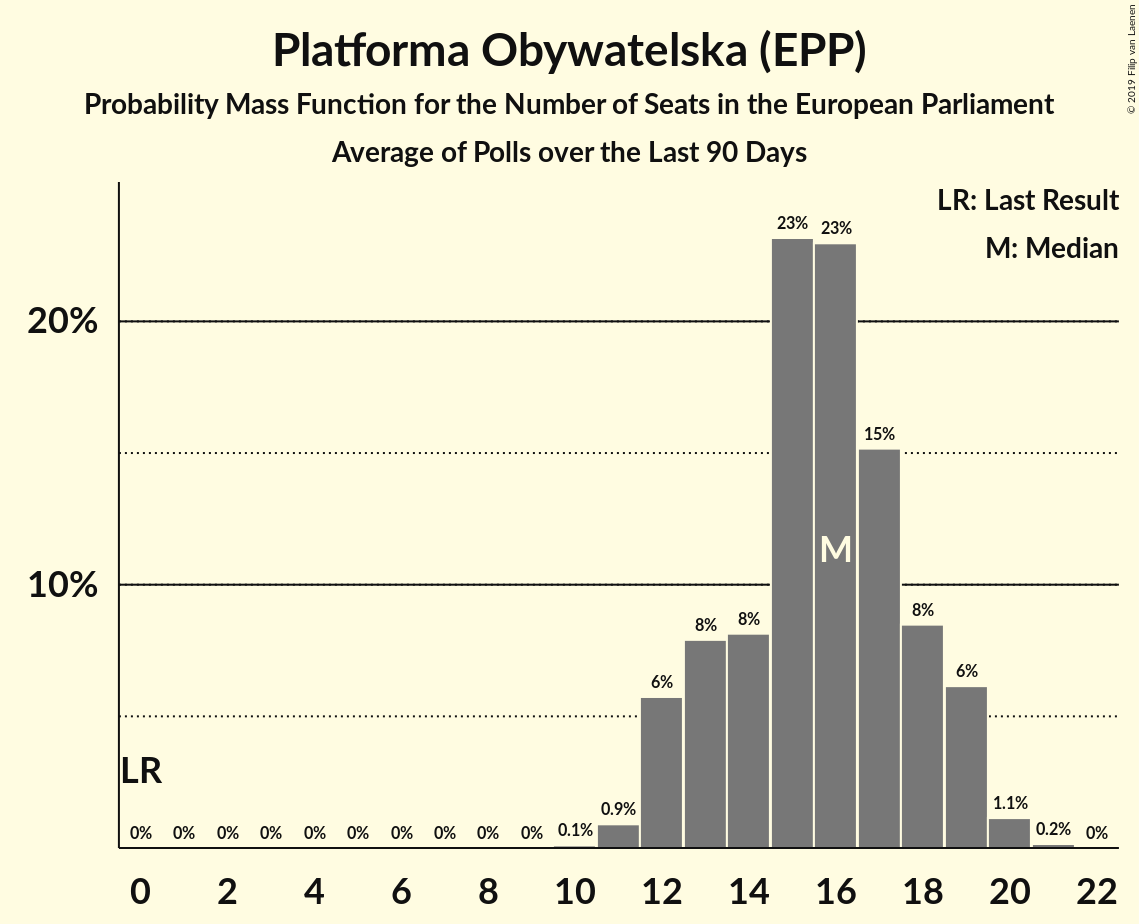 Platforma Obywatelska (EPP)
Probability Mass Function for the Number of Seats in the European Parliament
Average of Polls over the Last 90 Days
© 2019 Filip van Laenen
LR: Last Result
M: Median
23% 23%
20%
15%
M
10%
8% 8% 8%
6% 6%
LR
0% 0% 0% 0% 0% 0% 0% 0% 0% 0% 0.1% 0.9% 1.1% 0.2% 0%
0 2 4 6 8 10 12 14 16 18 20 22